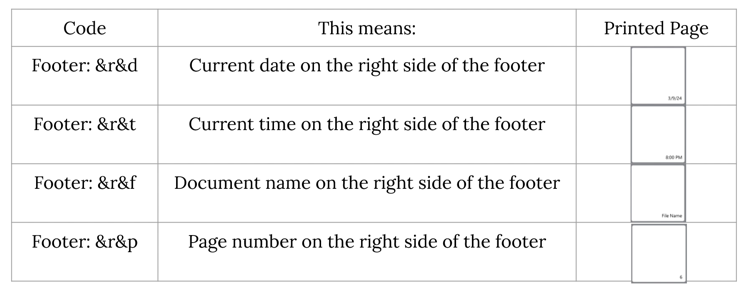 Code This means: Printed Page
Footer: &r&d Current date on the right side of the footer
5/9/24
Footer: &r&t Current time on the right side of the footer
8:00 PM
Footer: &r&f Document name on the right side of the footer
File Name
Footer: &r&p Page number on the right side of the footer
6